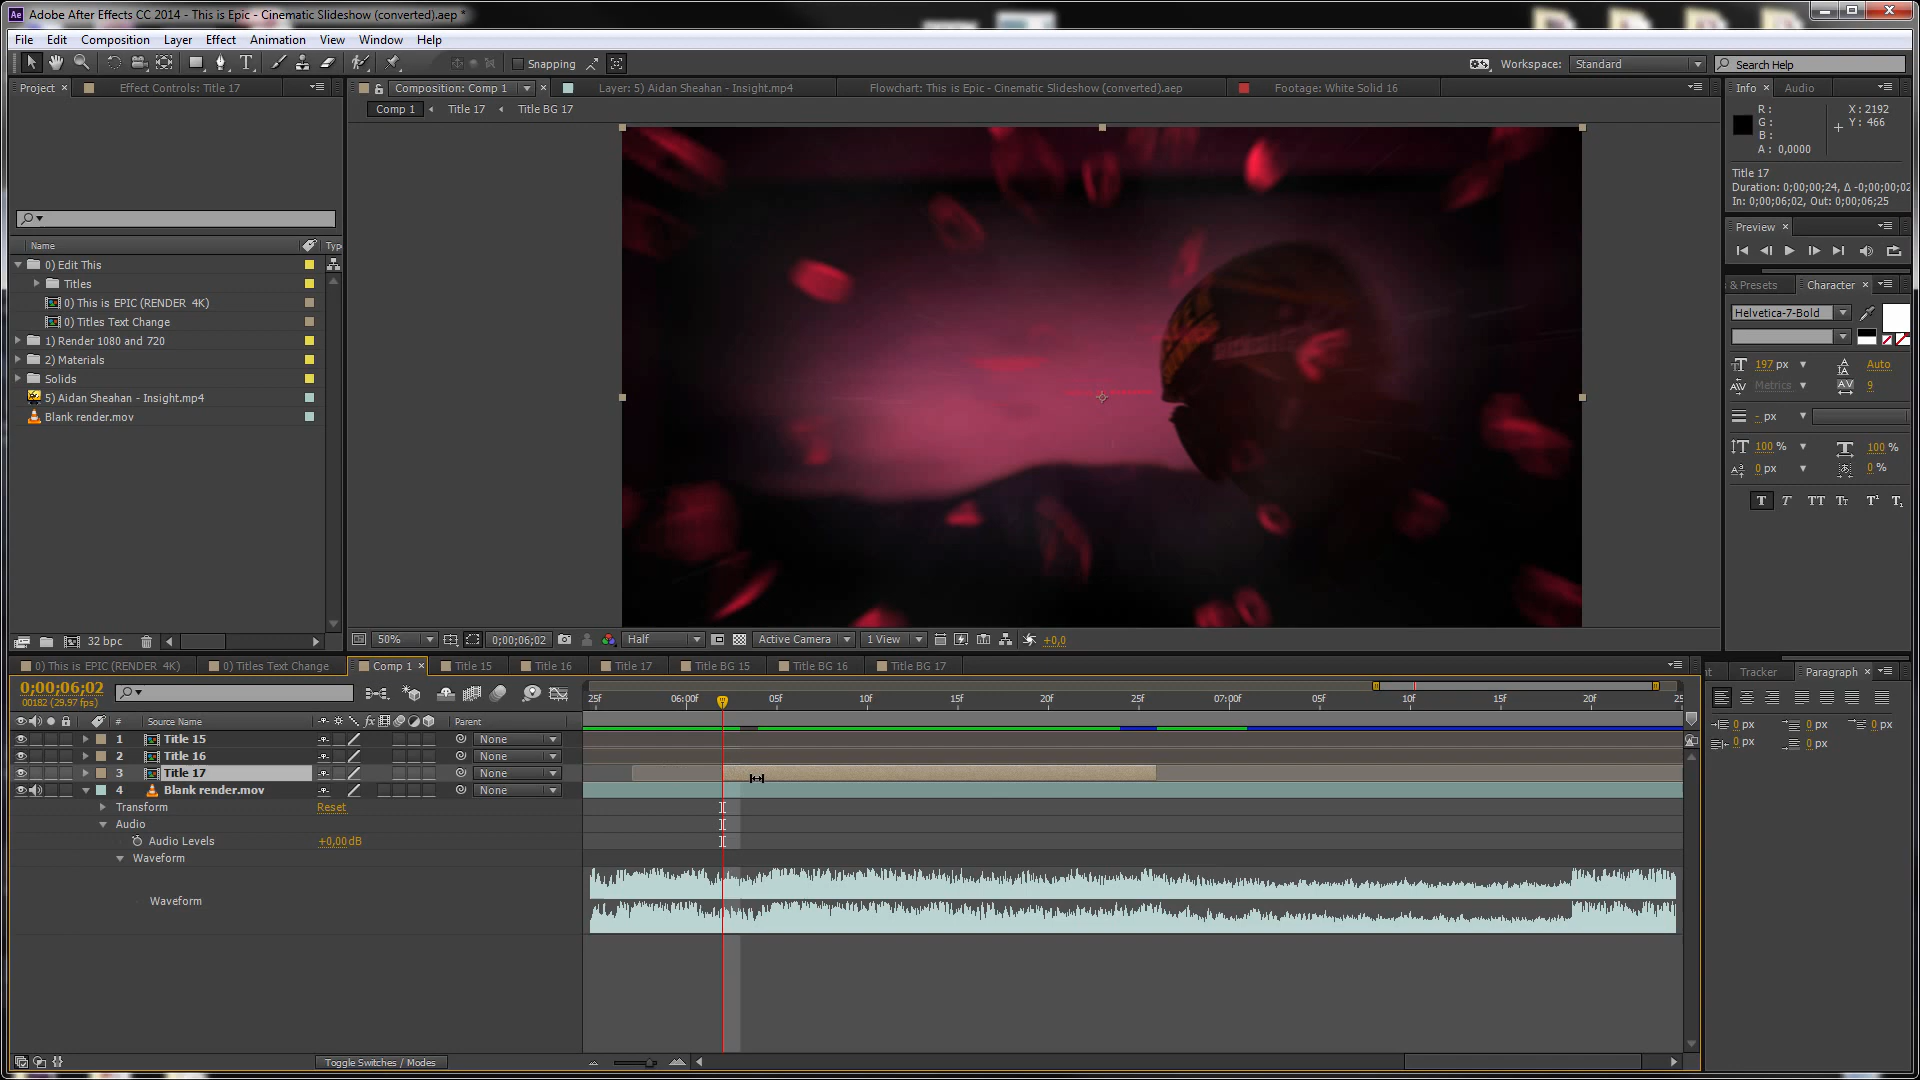 Adobe After Effects CC 2014 - This is Epic - Cinematic Slideshow (converted).aep *
File Edit Composition Layer Effect Animation View Window Help
Snapping
Workspace: Standard
Search Help
Project
Effect Controls: Title 17
Composition: Comp 1
Layer: 5) Aidan Sheahan - Insight.mp4
Flowchart: This is Epic - Cinematic Slideshow (converted).aep
Footage: White Solid 16
Info
Audio
Comp 1
Title 17
Title BG 17
R :
G :
B :
A : 0,0000
X : 2192
Y : 466
Title 17
Duration: 0;00;00;24, Δ -0;00;00;02
In: 0;00;06;02, Out: 0;00;06;25
Preview
Name
Type
0) Edit This
Titles
0) This is EPIC (RENDER 4K)
0) Titles Text Change
1) Render 1080 and 720
2) Materials
Solids
5) Aidan Sheahan - Insight.mp4
Blank render.mov
32 bpc
& Presets
Character
Helvetica-7-Bold
197 px
Auto
Metrics
9
- px
100 %
100 %
0 px
0 %
T T TT Tт T¹ T₁
50%
0;00;06;02
Half
Active Camera
1 View
+0,0
0) This is EPIC (RENDER 4K)
0) Titles Text Change
Comp 1
Title 15
Title 16
Title 17
Title BG 15
Title BG 16
Title BG 17
Tracker
Paragraph
0 px
0 px
0 px
0 px
0 px
0;00;06;02
00182 (29.97 fps)
25f 06:00f 05f 10f 15f 20f 25f 07:00f 05f 10f 15f 20f
# Source Name
Parent
1 Title 15 None
2 Title 16 None
3 Title 17 None
4 Blank render.mov None
Transform Reset
Audio
Audio Levels +0,00dB
Waveform
Waveform
Toggle Switches / Modes